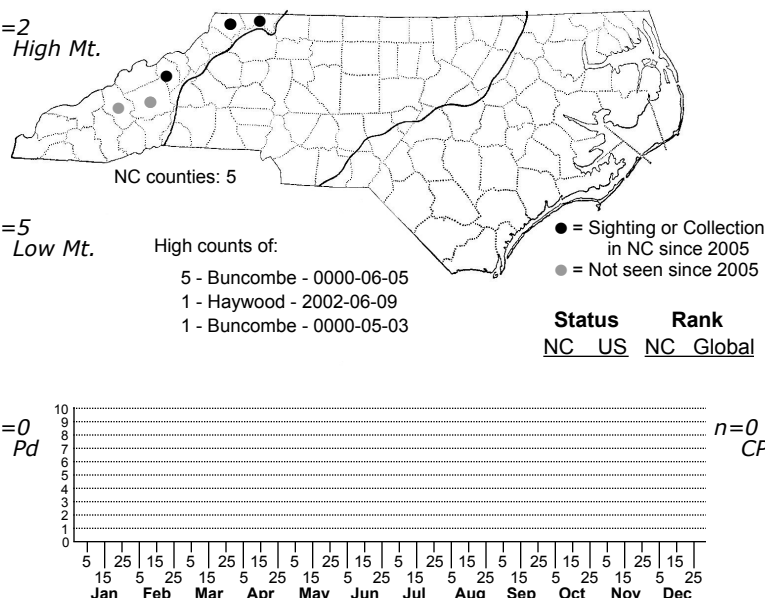 =2
High Mt.
NC counties: 5
=5
Low Mt.
High counts of:
5 - Buncombe - 0000-06-05
1 - Haywood - 2002-06-09
1 - Buncombe - 0000-05-03
● = Sighting or Collection
in NC since 2005
● = Not seen since 2005
Status Rank
NC US NC Global
=0
Pd
n=0
CP
10
9
8
7
6
5
4
3
2
1
0
5 25 15 5 25 15 5 25 15 5 25 15 5 25 15 5 25 15
15 5 25 15 5 25 15 5 25 15 5 25 15 5 25 15 5 25
Jan Feb Mar Apr May Jun Jul Aug Sep Oct Nov Dec